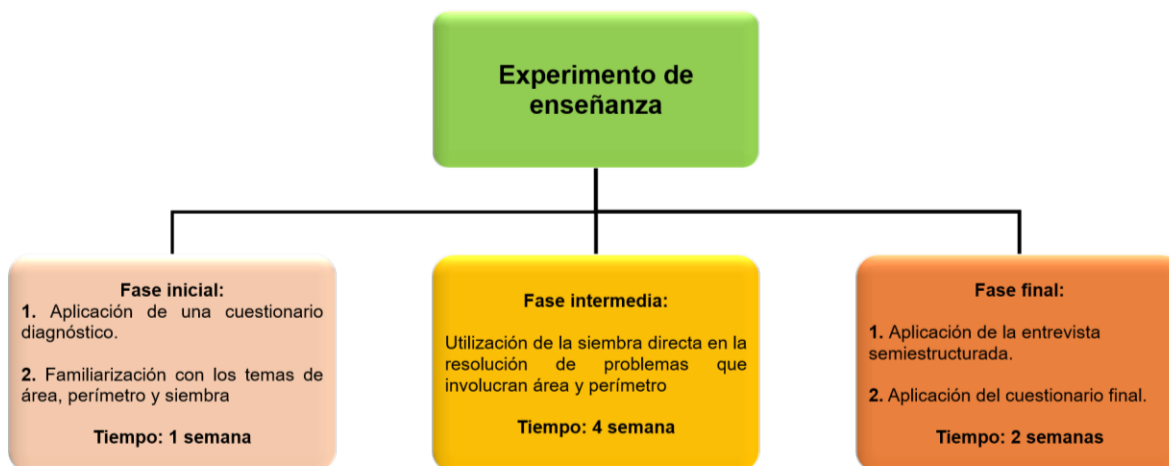 Experimento de
enseñanza
Fase inicial:
1. Aplicación de una cuestionario
diagnóstico.
2. Familiarización con los temas de
área, perímetro y siembra
Tiempo: 1 semana
Fase intermedia:
Utilización de la siembra directa en la
resolución de problemas que
involucran área y perímetro
Tiempo: 4 semana
Fase final:
1. Aplicación de la entrevista
semiestructurada.
2. Aplicación del cuestionario final.
Tiempo: 2 semanas